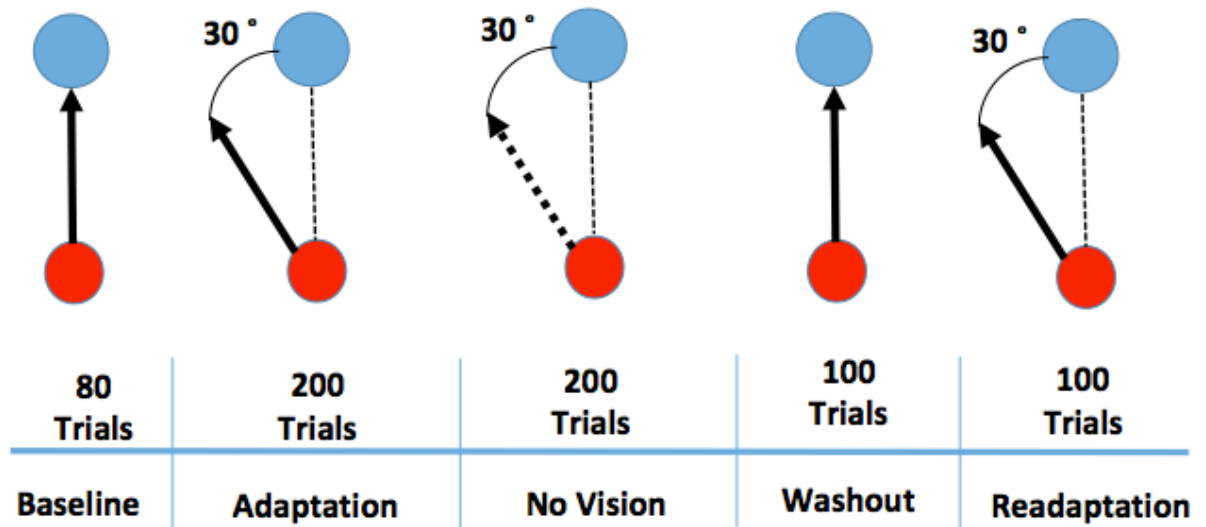 30 °
30 °
30 °
80
Trials
200
Trials
200
Trials
100
Trials
100
Trials
Baseline
Adaptation
No Vision
Washout
Readaptation